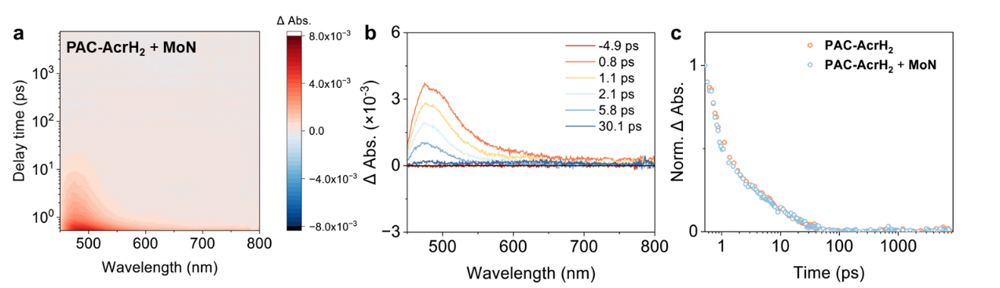 a
PAC-AcrH₂ + MoN
Delay time (ps)
10³
10²
10¹
10⁰
500 600 700 800
Wavelength (nm)
Δ Abs.
8.0x10⁻³
4.0x10⁻³
0.0
−4.0x10⁻³
−8.0x10⁻³
b
Δ Abs. (×10⁻³)
6
3
0
−3
-4.9 ps
0.8 ps
1.1 ps
2.1 ps
5.8 ps
30.1 ps
500 600 700 800
Wavelength (nm)
c
Norm. Δ Abs.
1
0
PAC-AcrH₂
PAC-AcrH₂ + MoN
1 10 100 1000
Time (ps)